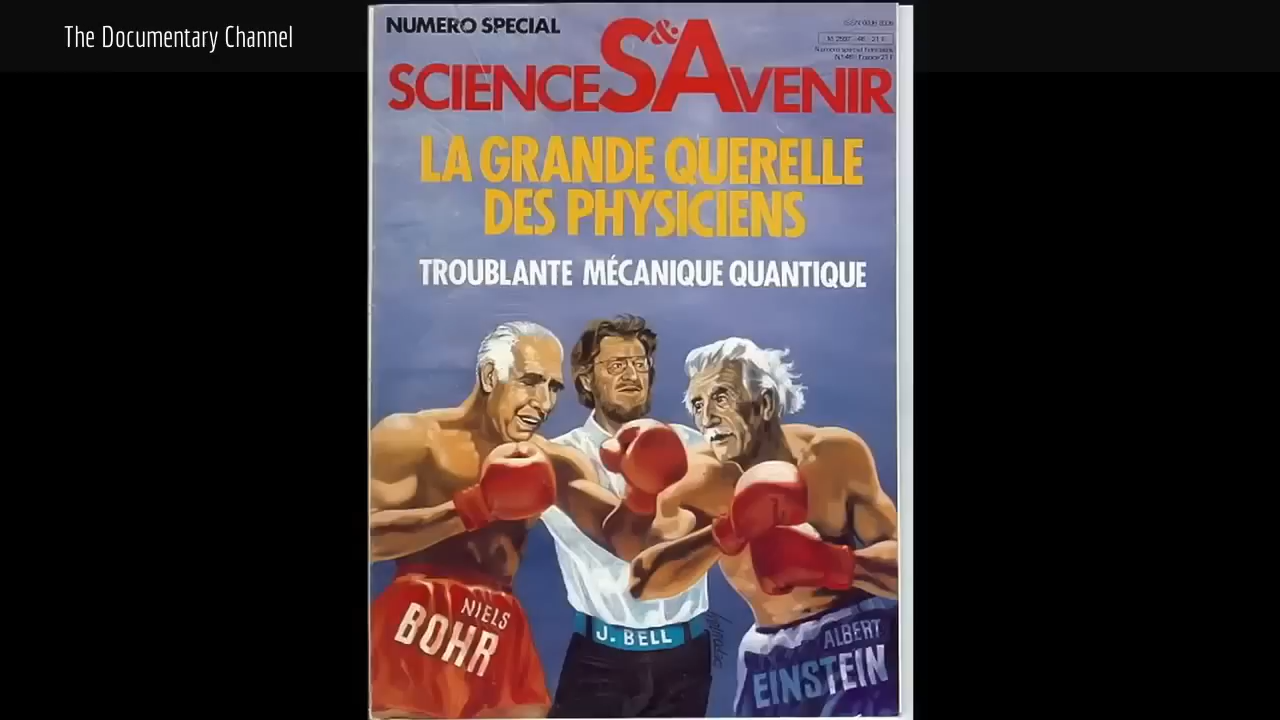 The Documentary Channel
NUMERO SPECIAL
S&A
SCIENCES AVENIR
LA GRANDE QUERELLE
DES PHYSICIENS
TROUBLANTE MÉCANIQUE QUANTIQUE
NIELS
BOHR
J. BELL
ALBERT
EINSTEIN